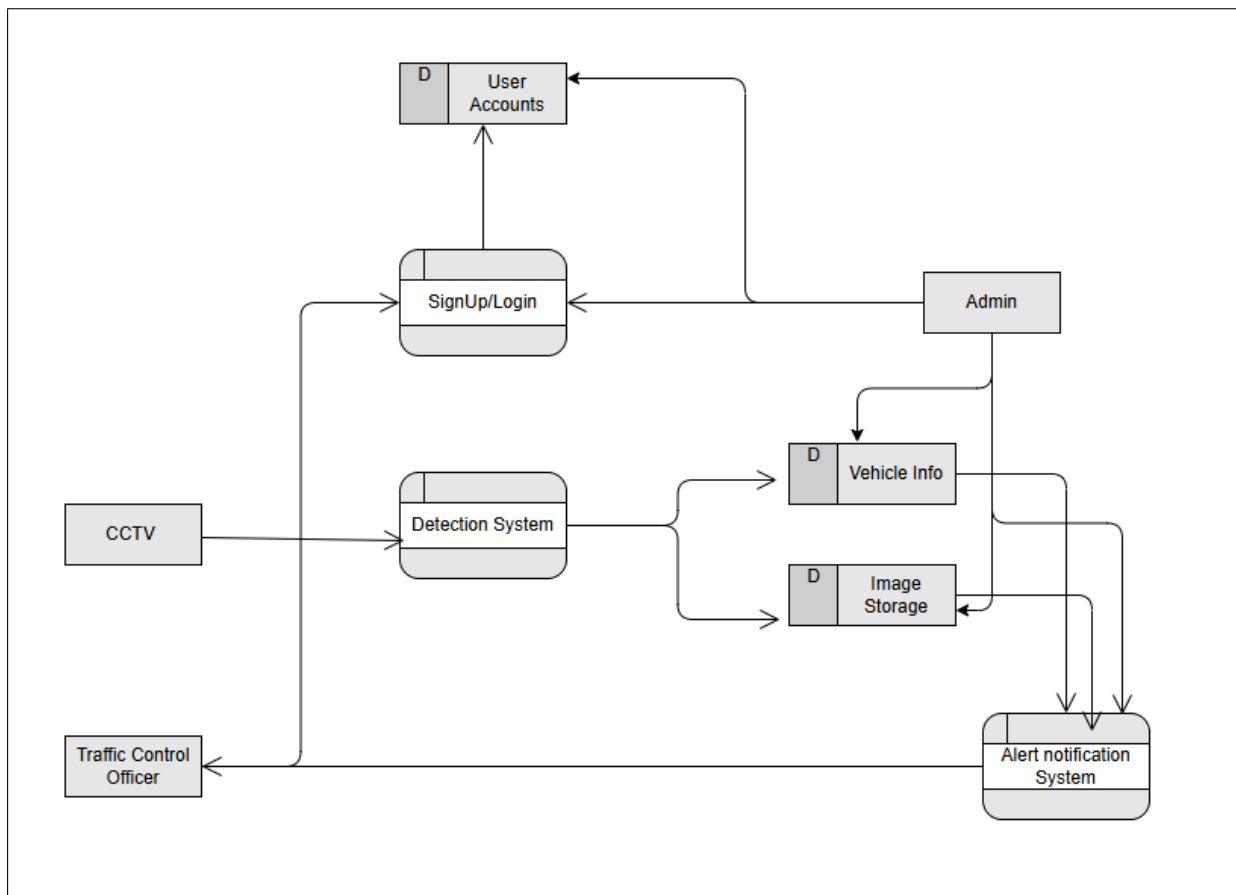 D
User
Accounts
SignUp/Login
Admin
D
Vehicle Info
Detection System
CCTV
D
Image
Storage
Traffic Control
Officer
Alert notification
System